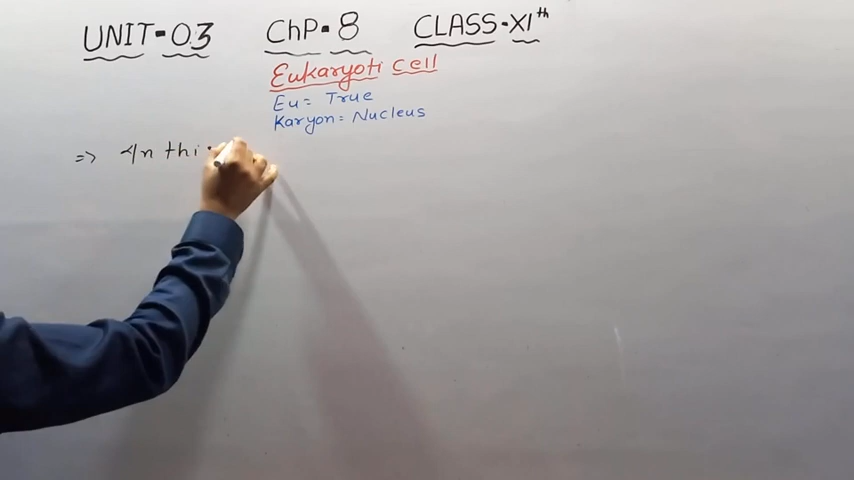 UNIT-03 ChP-8 CLASS-XIth
Eukaryoti cell
Eu= True
Karyon= Nucleus
=> In thi